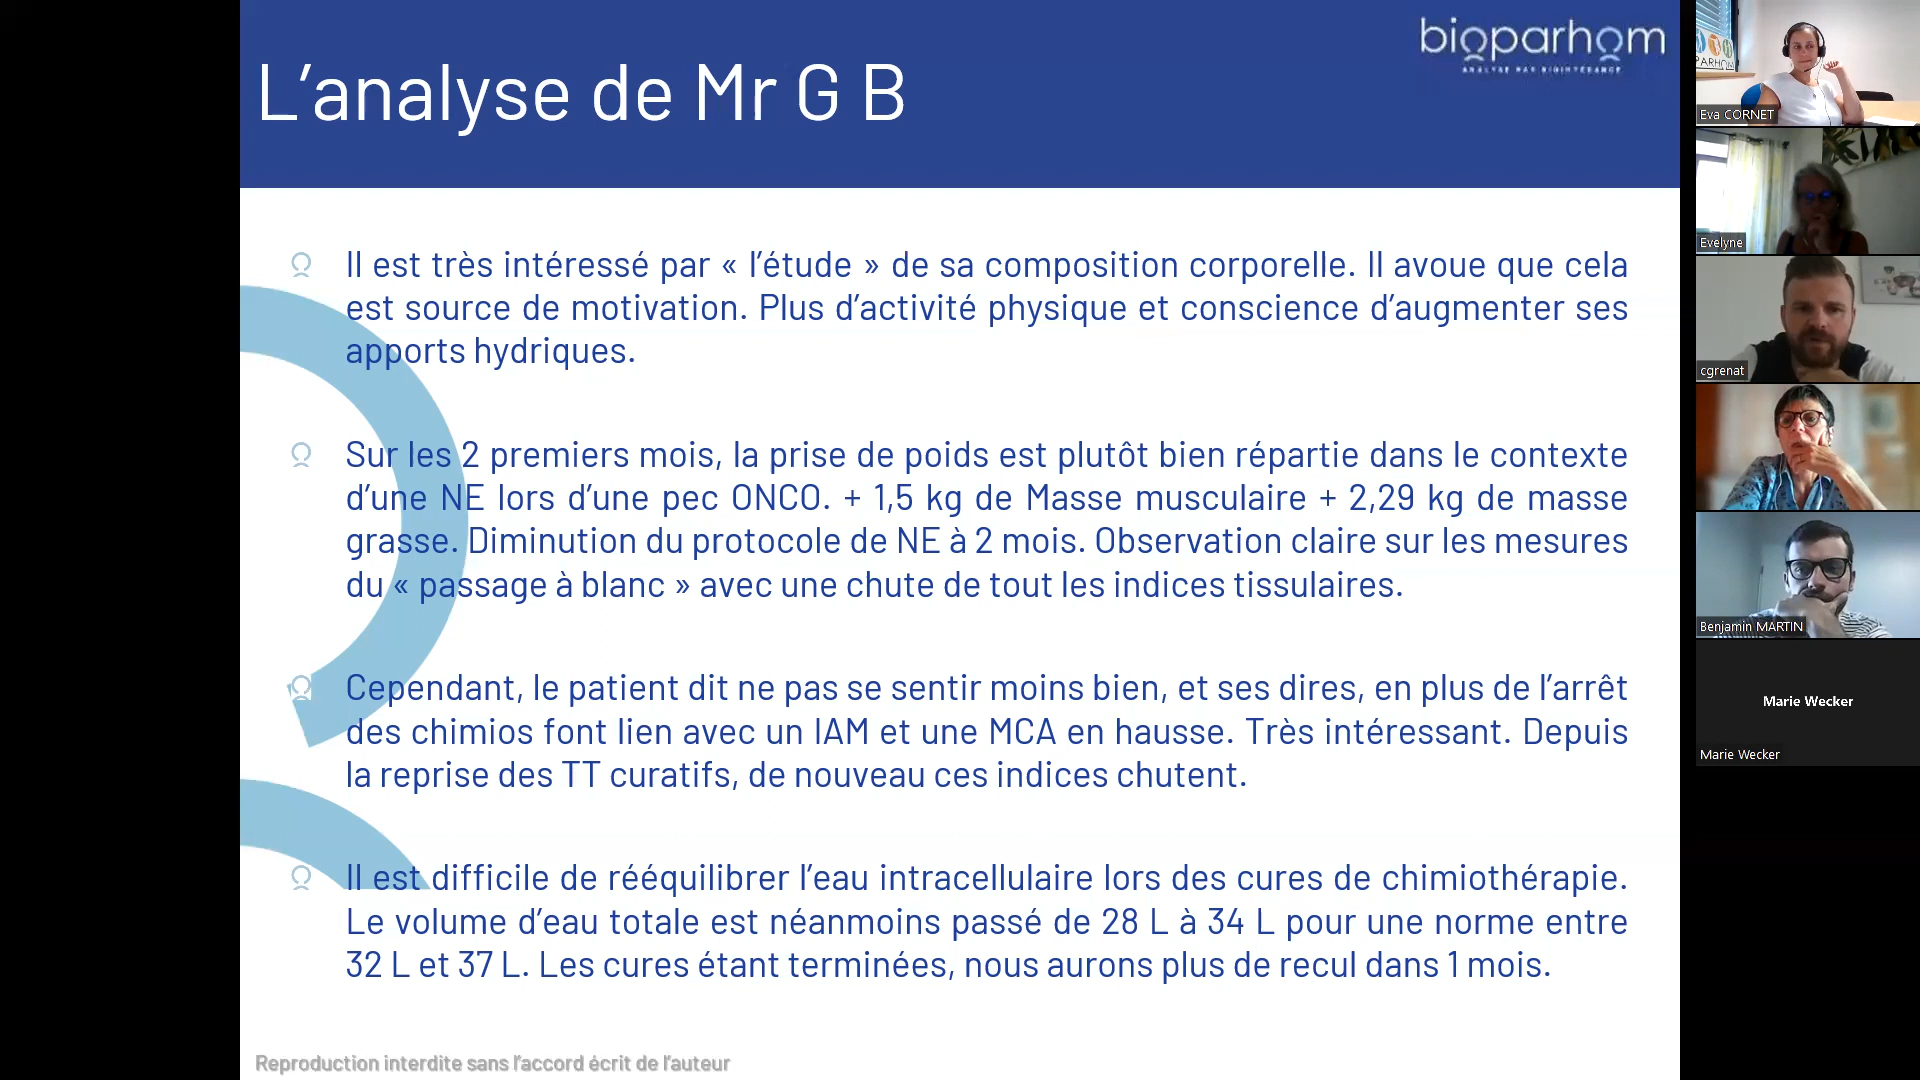 L'analyse de Mr G B
bioparhom
ANALYSE PAR BIOIMPÉDANCE
Il est très intéressé par « l'étude » de sa composition corporelle. Il avoue que cela
est source de motivation. Plus d'activité physique et conscience d'augmenter ses
apports hydriques.
Sur les 2 premiers mois, la prise de poids est plutôt bien répartie dans le contexte
d'une NE lors d'une pec ONCO. + 1,5 kg de Masse musculaire + 2,29 kg de masse
grasse. Diminution du protocole de NE à 2 mois. Observation claire sur les mesures
du « passage à blanc » avec une chute de tout les indices tissulaires.
Cependant, le patient dit ne pas se sentir moins bien, et ses dires, en plus de l'arrêt
des chimios font lien avec un IAM et une MCA en hausse. Très intéressant. Depuis
la reprise des TT curatifs, de nouveau ces indices chutent.
Il est difficile de rééquilibrer l'eau intracellulaire lors des cures de chimiothérapie.
Le volume d'eau totale est néanmoins passé de 28 L à 34 L pour une norme entre
32 L et 37 L. Les cures étant terminées, nous aurons plus de recul dans 1 mois.
Reproduction interdite sans l'accord écrit de l'auteur
Eva CORNET
Evelyne
cgrenat
Benjamin MARTIN
Marie Wecker
Marie Wecker